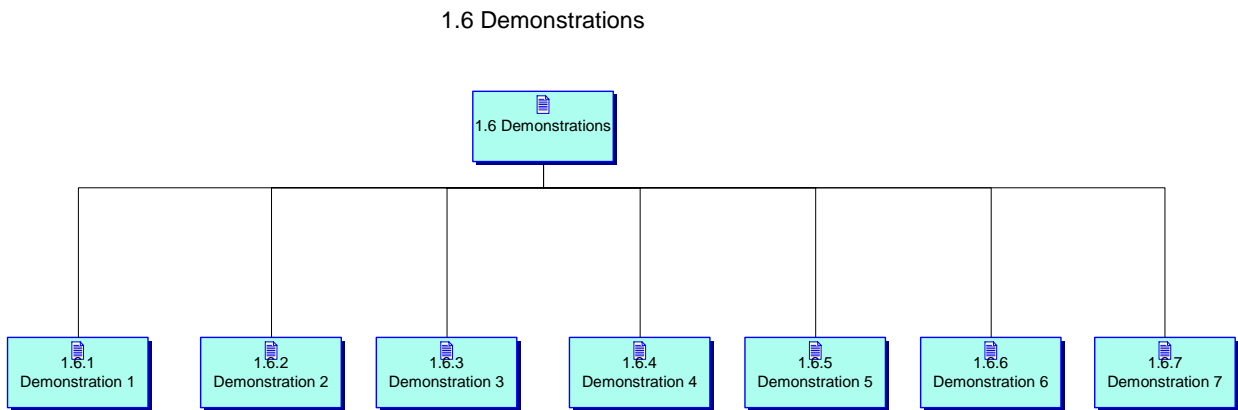 1.6 Demonstrations
1.6 Demonstrations
1.6.1
Demonstration 1
1.6.2
Demonstration 2
1.6.3
Demonstration 3
1.6.4
Demonstration 4
1.6.5
Demonstration 5
1.6.6
Demonstration 6
1.6.7
Demonstration 7